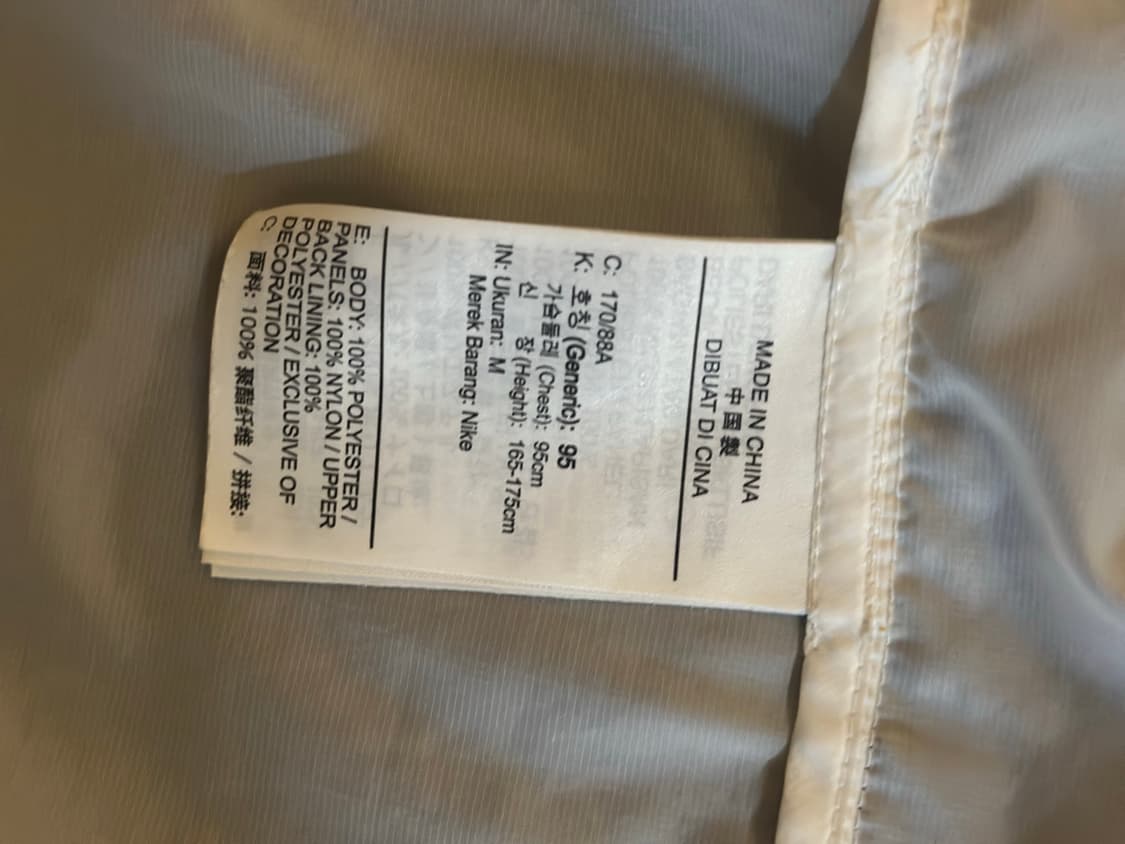 MADE IN CHINA
中国製
DIBUAT DI CINA
C: 170/88A
K: 호칭 (Generic): 95
가슴둘레 (Chest): 95cm
신 장 (Height): 165-175cm
IN: Ukuran: M
Merek Barang: Nike
E: BODY: 100% POLYESTER /
PANELS: 100% NYLON / UPPER
BACK LINING: 100%
POLYESTER / EXCLUSIVE OF
DECORATION
C: 面料: 100% 聚酯纤维 / 拼接: